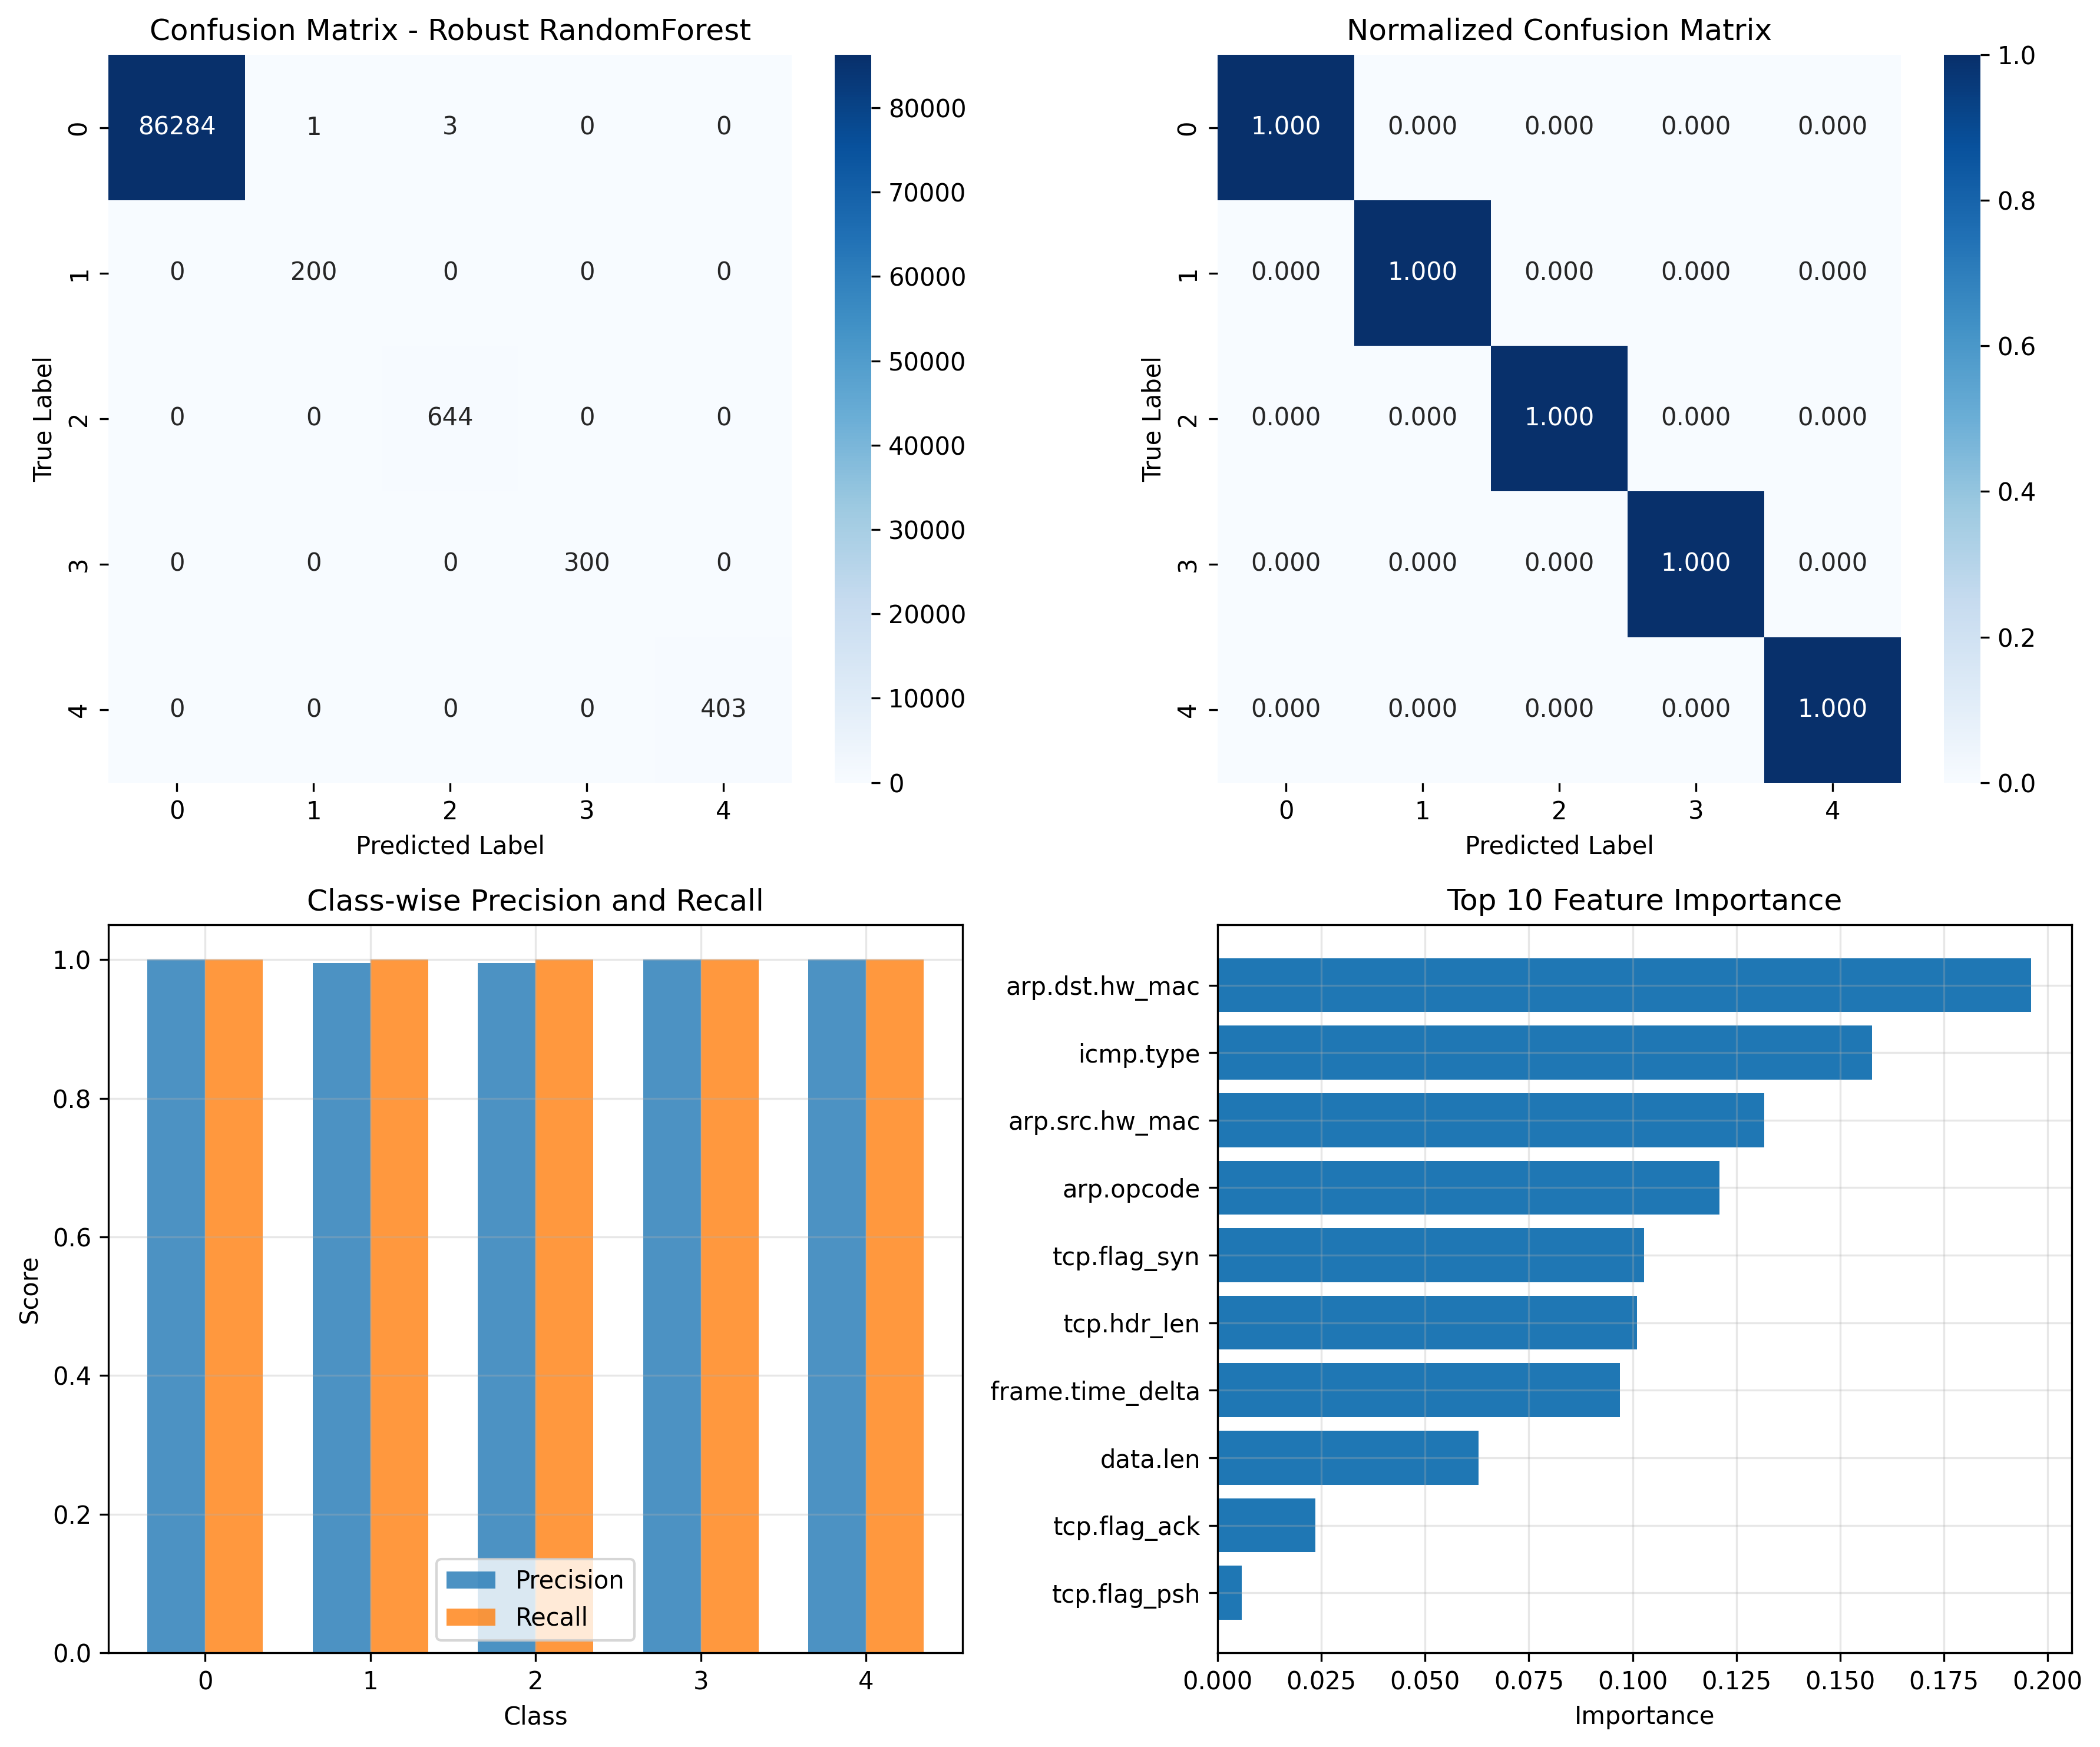 Confusion Matrix - Robust RandomForest
0 86284 1 3 0 0
1 0 200 0 0 0
2 0 0 644 0 0
3 0 0 0 300 0
4 0 0 0 0 403
0 1 2 3 4
True Label
Predicted Label
80000
70000
60000
50000
40000
30000
20000
10000
0
Normalized Confusion Matrix
0 1.000 0.000 0.000 0.000 0.000
1 0.000 1.000 0.000 0.000 0.000
2 0.000 0.000 1.000 0.000 0.000
3 0.000 0.000 0.000 1.000 0.000
4 0.000 0.000 0.000 0.000 1.000
0 1 2 3 4
True Label
Predicted Label
1.0
0.8
0.6
0.4
0.2
0.0
Class-wise Precision and Recall
1.0
0.8
0.6
0.4
0.2
0.0
Score
Precision
Recall
0 1 2 3 4
Class
Top 10 Feature Importance
arp.dst.hw_mac
icmp.type
arp.src.hw_mac
arp.opcode
tcp.flag_syn
tcp.hdr_len
frame.time_delta
data.len
tcp.flag_ack
tcp.flag_psh
0.000 0.025 0.050 0.075 0.100 0.125 0.150 0.175 0.200
Importance